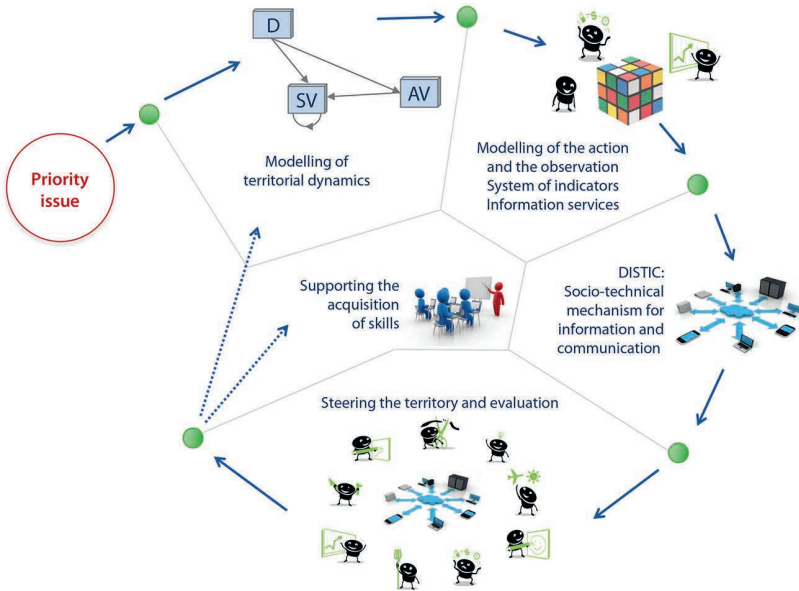 Priority
issue
D
SV
AV
Modelling of
territorial dynamics
Modelling of the action
and the observation
System of indicators
Information services
DISTIC:
Socio-technical
mechanism for
information and
communication
Supporting the
acquisition
of skills
Steering the territory and evaluation